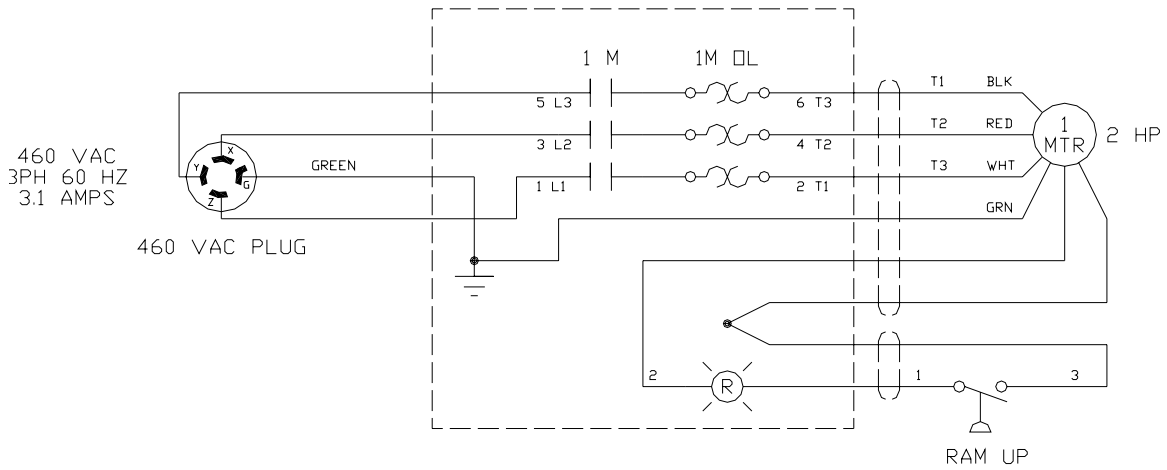 1 M
1M OL
5 L3
6 T3
T1
BLK
3 L2
4 T2
T2
RED
1
MTR
2 HP
460 VAC
3PH 60 HZ
3.1 AMPS
X
Y
G
Z
GREEN
1 L1
2 T1
T3
WHT
GRN
460 VAC PLUG
2
R
1
3
RAM UP